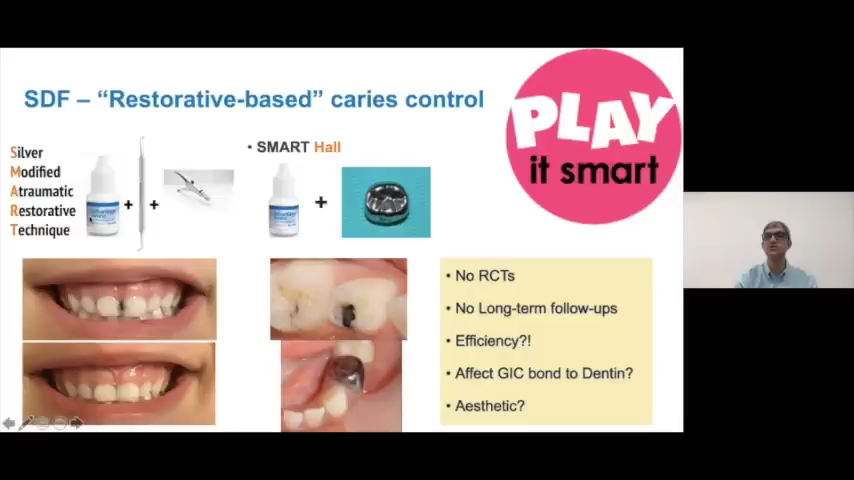 SDF – “Restorative-based” caries control
PLAY
it smart
Silver
Modified
Atraumatic
Restorative
Technique
• SMART Hall
+
+
+
• No RCTs
• No Long-term follow-ups
• Efficiency?!
• Affect GIC bond to Dentin?
• Aesthetic?